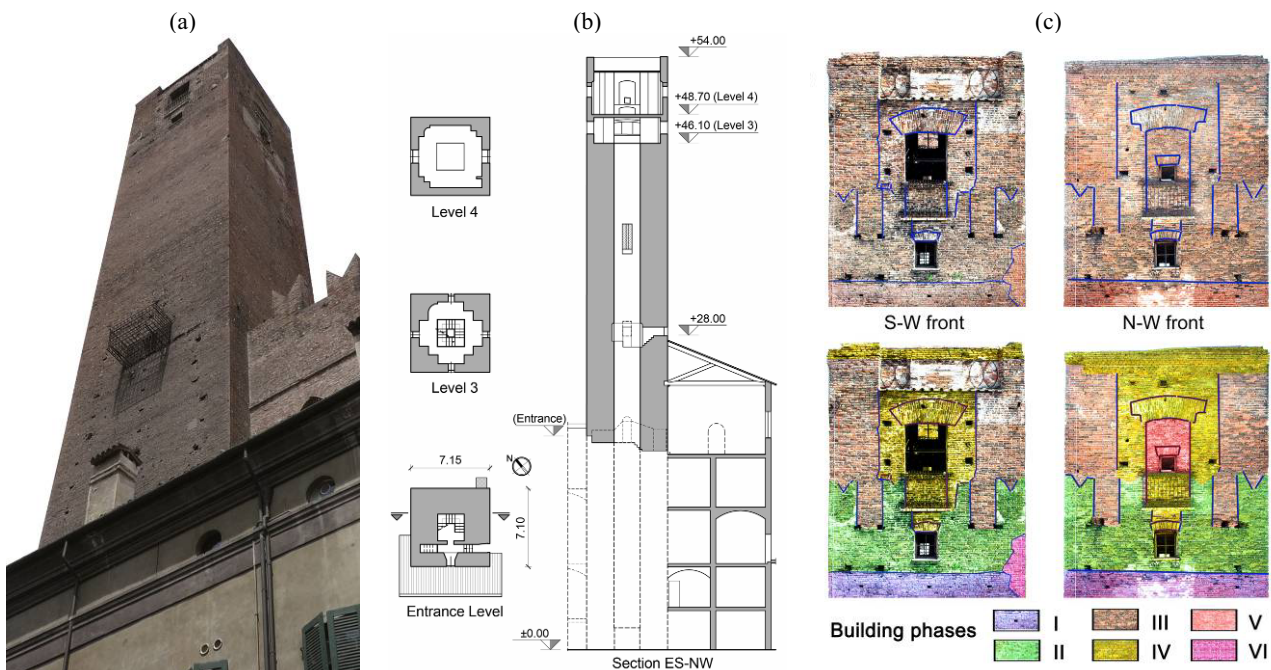 (a)
(b)
(c)
+54.00
+48.70 (Level 4)
+46.10 (Level 3)
Level 4
+28.00
Level 3
(Entrance)
7.15
N
7.10
Entrance Level
±0.00
Section ES-NW
S-W front
N-W front
Building phases
I
III
V
II
IV
VI